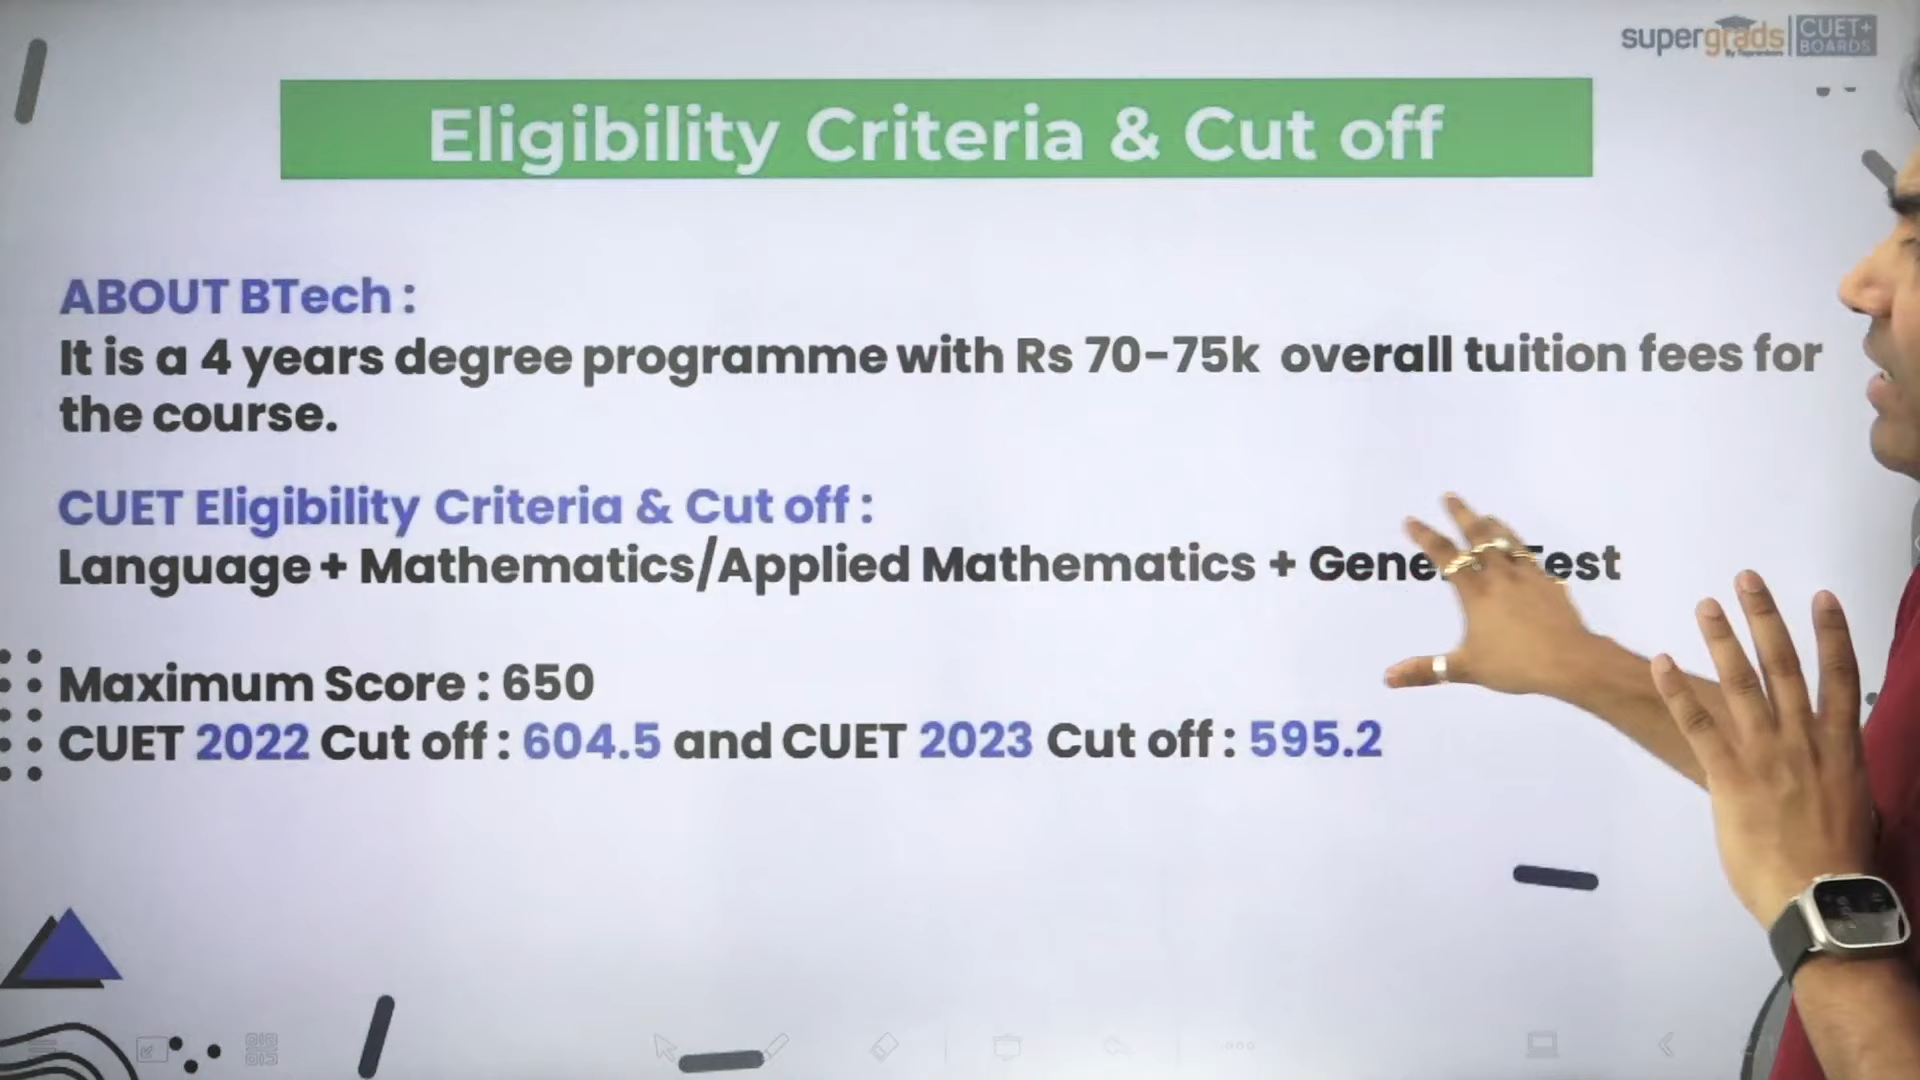 supergrads CUET+
BOARDS
Eligibility Criteria & Cut off
ABOUT BTech :
It is a 4 years degree programme with Rs 70-75k overall tuition fees for
the course.
CUET Eligibility Criteria & Cut off :
Language + Mathematics/Applied Mathematics + Gene est
Maximum Score : 650
CUET 2022 Cut off : 604.5 and CUET 2023 Cut off : 595.2